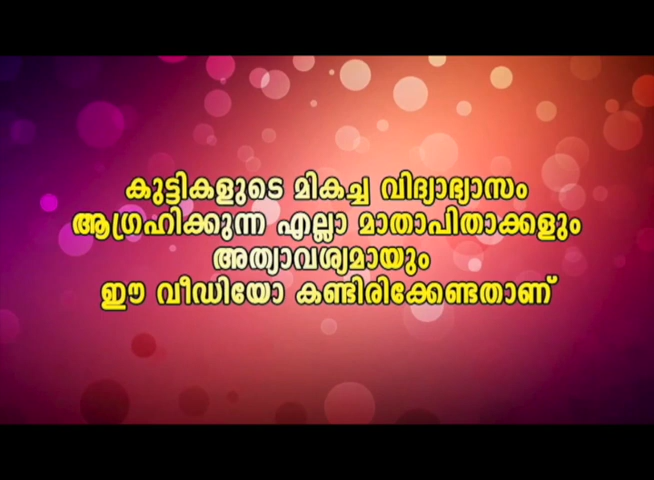 കുട്ടികളുടെ മികച്ച വിദ്യാഭ്യാസം
ആഗ്രഹിക്കുന്ന എല്ലാ മാതാപിതാക്കളും
അത്യാവശ്യമായും
ഈ വീഡിയോ കണ്ടിരിക്കേണ്ടതാണ്